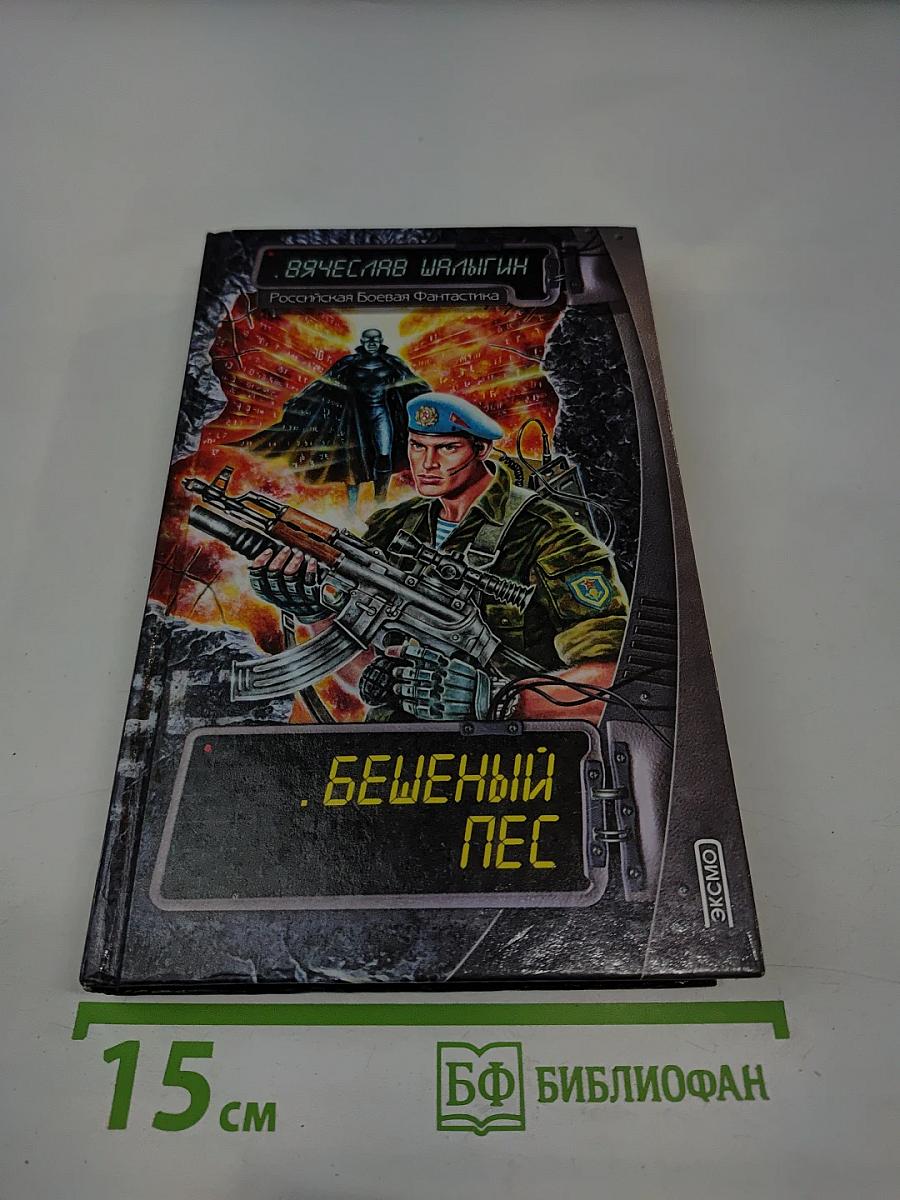 .ВЯЧЕСЛАВ ШАЛЫГИН
Российская Боевая Фантастика
.БЕШЕНЫЙ
ПЕС
ЭКСМО
15 см
БФ БИБЛИОФАН